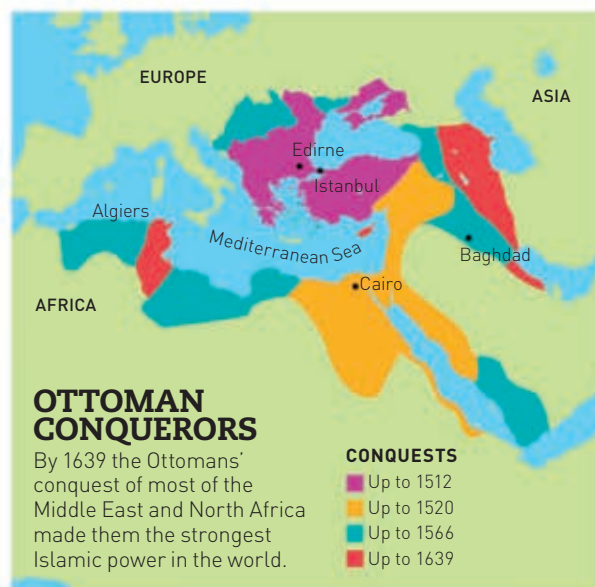 EUROPE
ASIA
Edirne
Istanbul
Algiers
Mediterranean Sea
Baghdad
Cairo
AFRICA
OTTOMAN
CONQUERORS
By 1639 the Ottomans’
conquest of most of the
Middle East and North Africa
made them the strongest
Islamic power in the world.
CONQUESTS
Up to 1512
Up to 1520
Up to 1566
Up to 1639